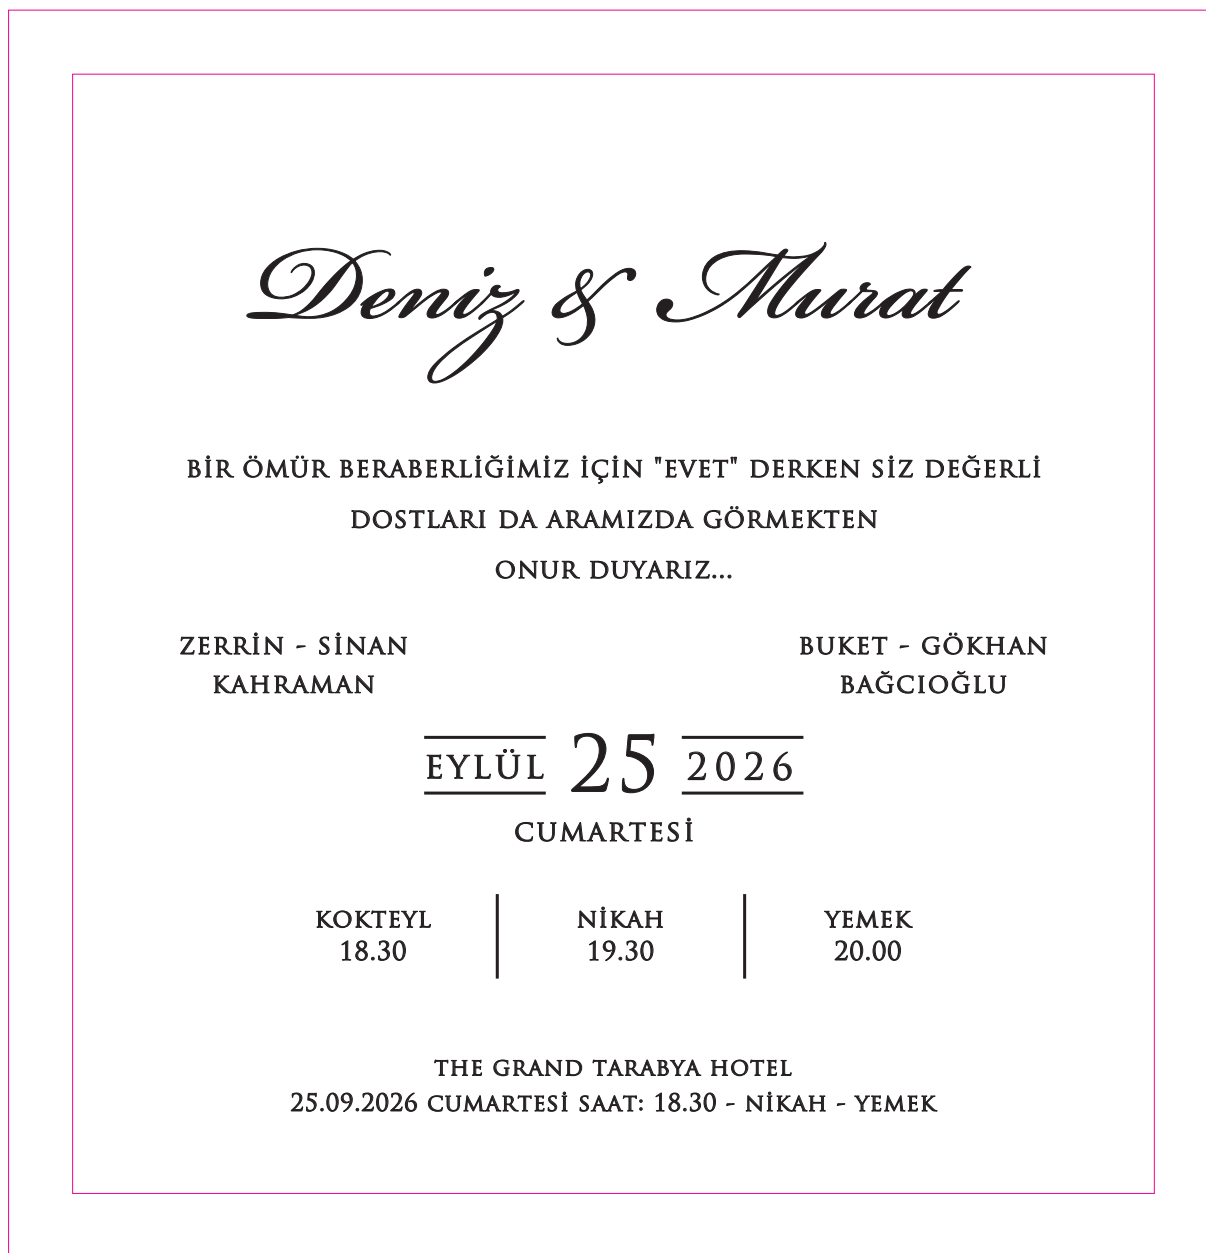 Deniz & Murat
BİR ÖMÜR BERABERLİĞİMİZ İÇİN "EVET" DERKEN SİZ DEĞERLİ
DOSTLARI DA ARAMIZDA GÖRMEKTEN
ONUR DUYARIZ...
ZERRİN - SİNAN
KAHRAMAN
BUKET - GÖKHAN
BAĞCIOĞLU
EYLÜL 25 2026
CUMARTESİ
KOKTEYL
18.30
NİKAH
19.30
YEMEK
20.00
THE GRAND TARABYA HOTEL
25.09.2026 CUMARTESİ SAAT: 18.30 - NİKAH - YEMEK